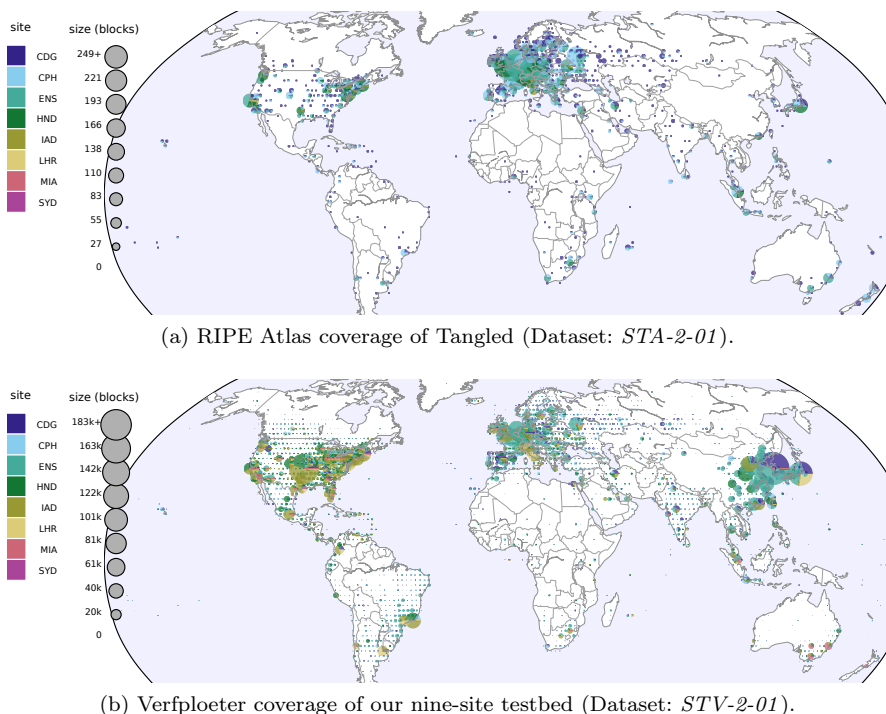 site size (blocks)
CDG 249+
CPH 221
ENS 193
HND 166
IAD 138
LHR 110
MIA 83
SYD 55
27
0
(a) RIPE Atlas coverage of Tangled (Dataset: STA-2-01).
site size (blocks)
CDG 183k+
CPH 163k
ENS 142k
HND 122k
IAD 101k
LHR 81k
MIA 61k
SYD 40k
20k
0
(b) Verfploeter coverage of our nine-site testbed (Dataset: STV-2-01).